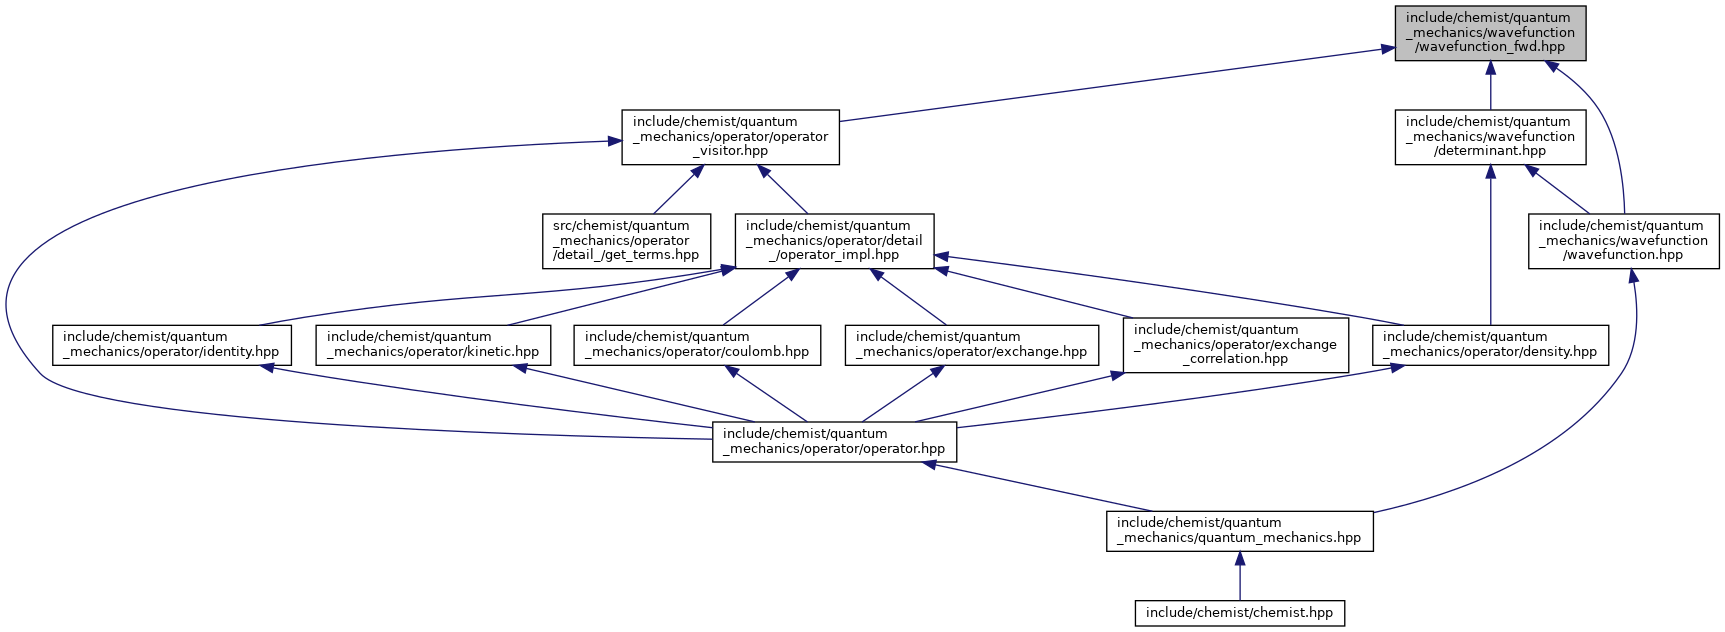 include/chemist/quantum
_mechanics/wavefunction
/wavefunction_fwd.hpp
include/chemist/quantum
_mechanics/operator/operator
_visitor.hpp
include/chemist/quantum
_mechanics/wavefunction
/determinant.hpp
src/chemist/quantum
_mechanics/operator
/detail_/get_terms.hpp
include/chemist/quantum
_mechanics/operator/detail
_/operator_impl.hpp
include/chemist/quantum
_mechanics/wavefunction
/wavefunction.hpp
include/chemist/quantum
_mechanics/operator/identity.hpp
include/chemist/quantum
_mechanics/operator/kinetic.hpp
include/chemist/quantum
_mechanics/operator/coulomb.hpp
include/chemist/quantum
_mechanics/operator/exchange.hpp
include/chemist/quantum
_mechanics/operator/exchange
_correlation.hpp
include/chemist/quantum
_mechanics/operator/density.hpp
include/chemist/quantum
_mechanics/operator/operator.hpp
include/chemist/quantum
_mechanics/quantum_mechanics.hpp
include/chemist/chemist.hpp